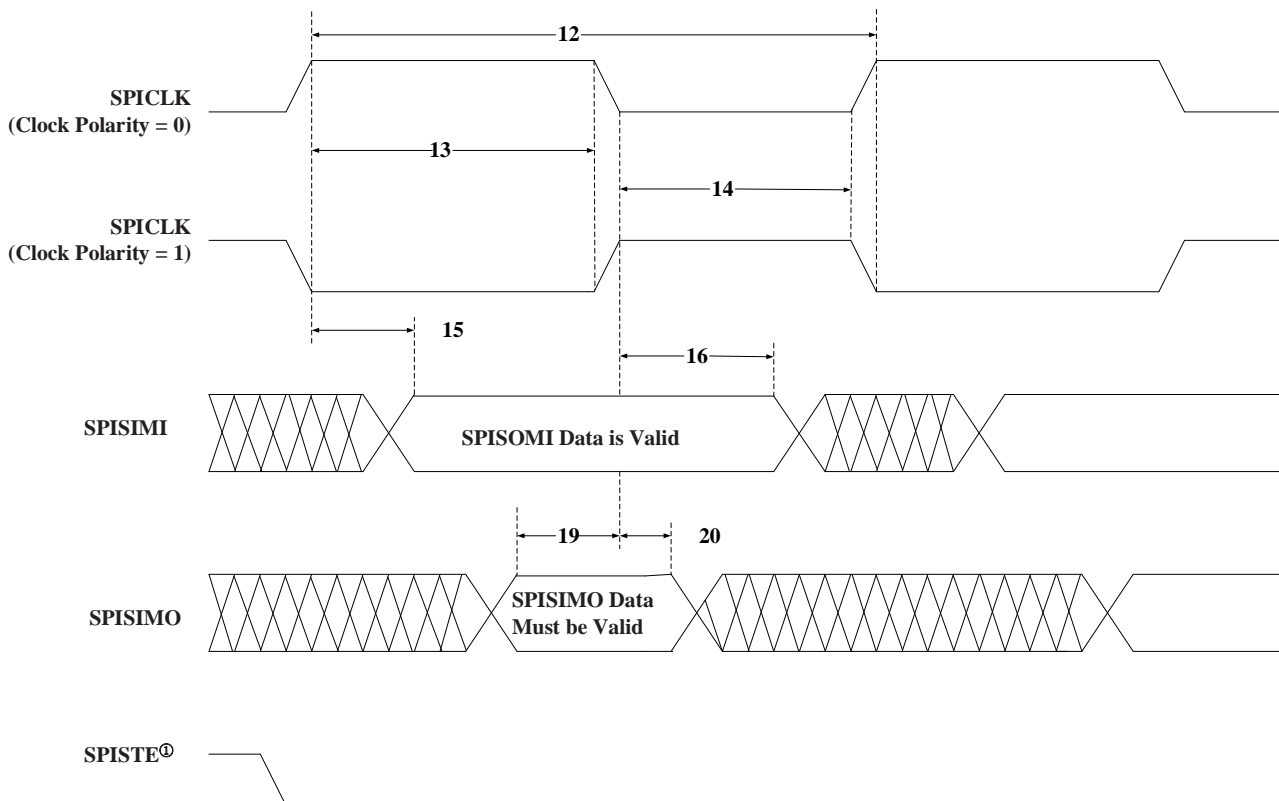 12
SPICLK
(Clock Polarity = 0)
13
14
SPICLK
(Clock Polarity = 1)
15
16
SPISIMI
SPISOMI Data is Valid
19
20
SPISIMO
SPISIMO Data
Must be Valid
SPISTE①